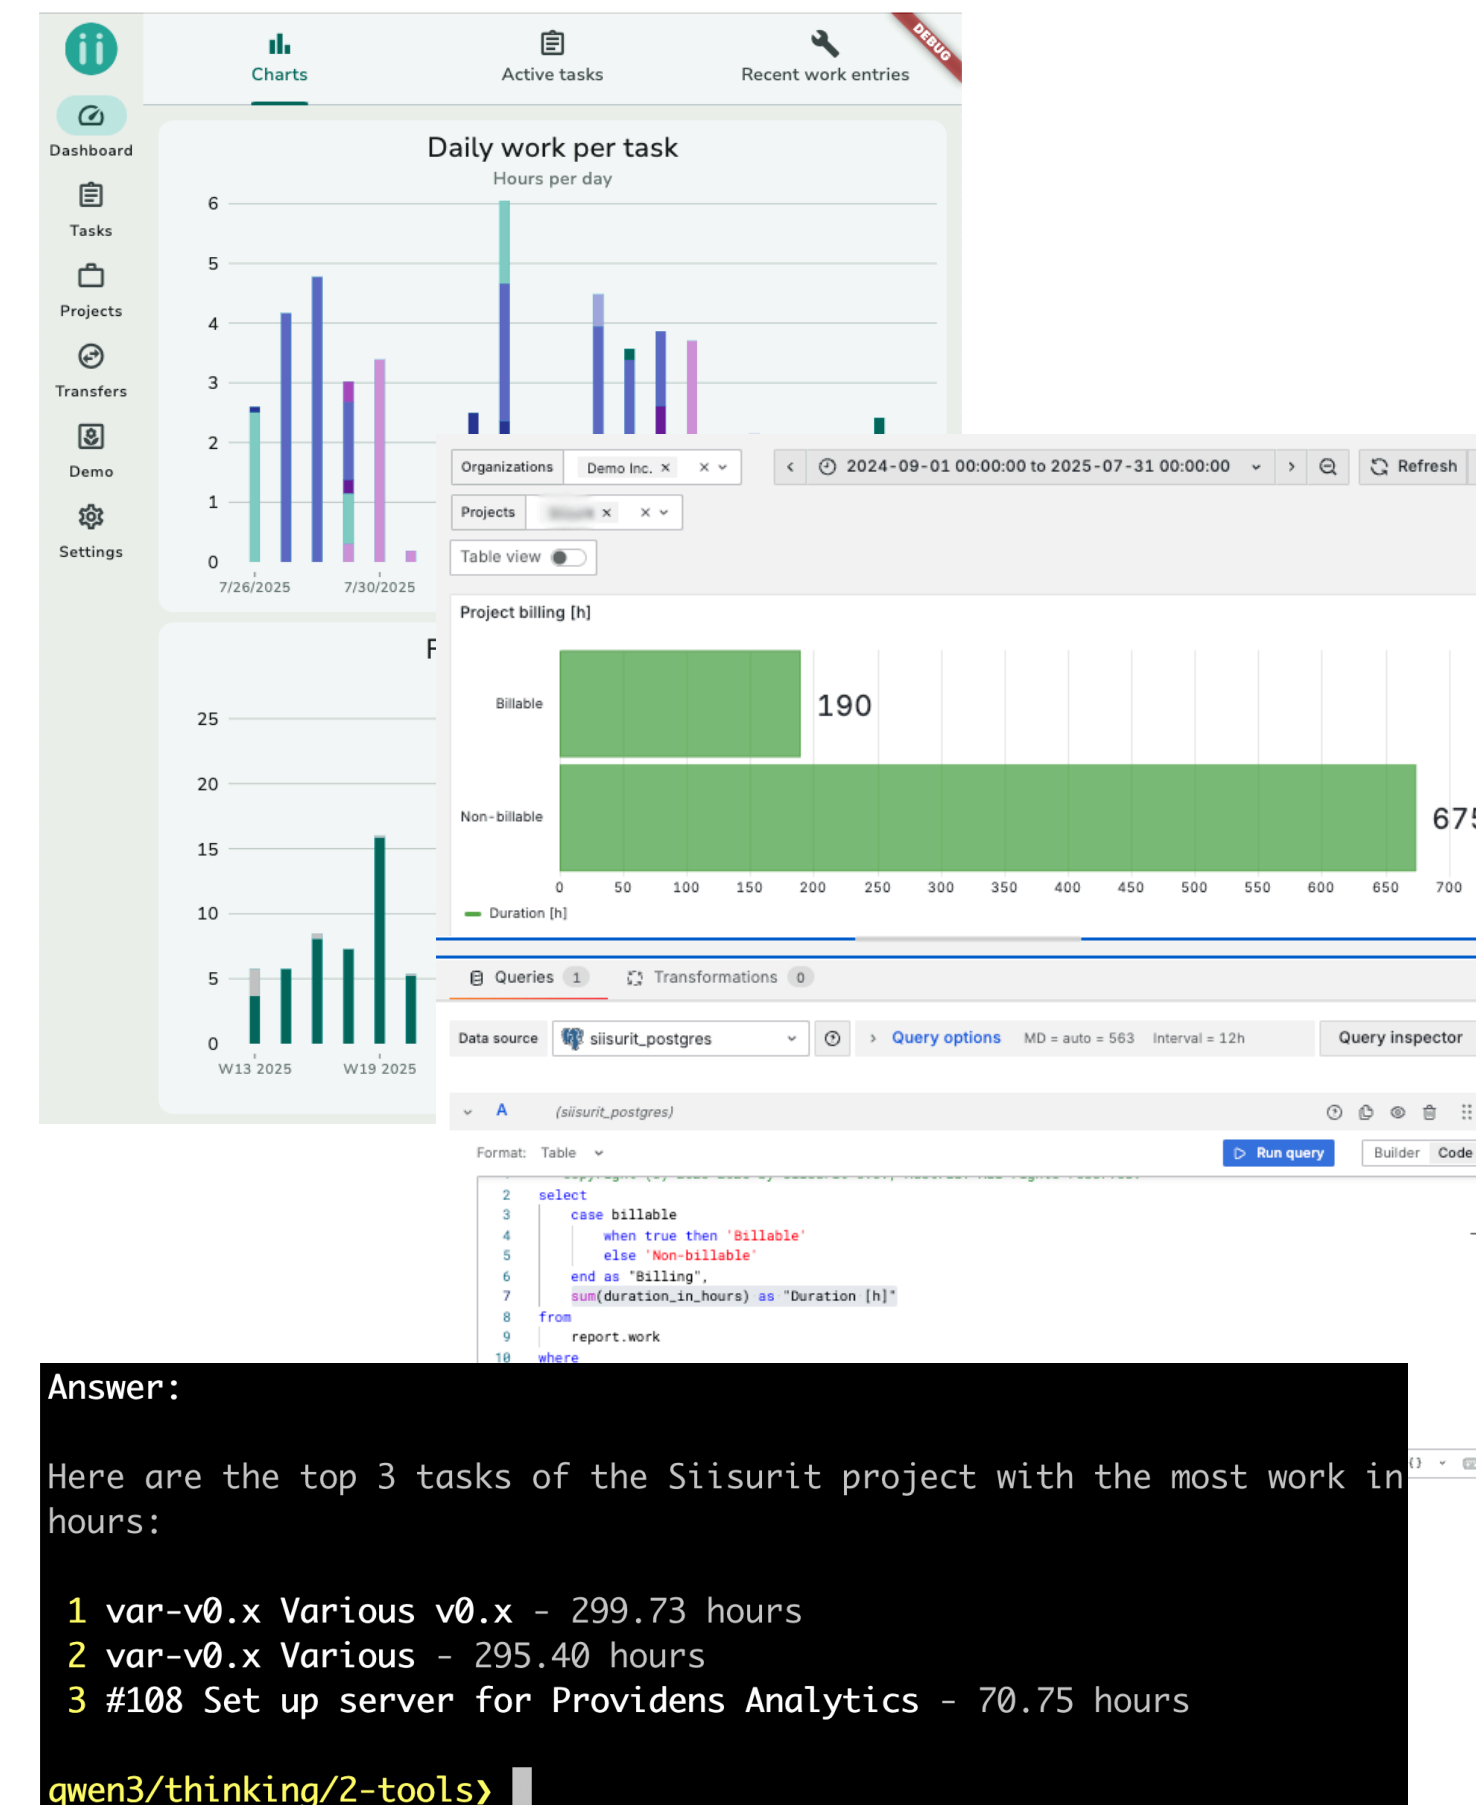 ii
Charts
Active tasks
Recent work entries
DEBUG
Dashboard
Tasks
Projects
Transfers
Demo
Settings
Daily work per task
Hours per day
6
5
4
3
2
1
0
7/26/2025
7/30/2025
25
20
15
10
5
0
W13 2025
W19 2025
Organizations
Demo Inc.
2024-09-01 00:00:00 to 2025-07-31 00:00:00
Refresh
Projects
Table view
Project billing [h]
Billable
190
Non-billable
675
0 50 100 150 200 250 300 350 400 450 500 550 600 650 700
Duration [h]
Queries 1
Transformations 0
Data source
siisurit_postgres
Query options MD = auto = 563 Interval = 12h
Query inspector
A (siisurit_postgres)
Format: Table
Run query
Builder Code
2 select
3 case billable
4 when true then 'Billable'
5 else 'Non-billable'
6 end as "Billing",
7 sum(duration_in_hours) as "Duration [h]"
8 from
9 report.work
10 where
{}
Answer:
Here are the top 3 tasks of the Siisurit project with the most work in
hours:
1 var-v0.x Various v0.x - 299.73 hours
2 var-v0.x Various - 295.40 hours
3 #108 Set up server for Providens Analytics - 70.75 hours
qwen3/thinking/2-tools❯